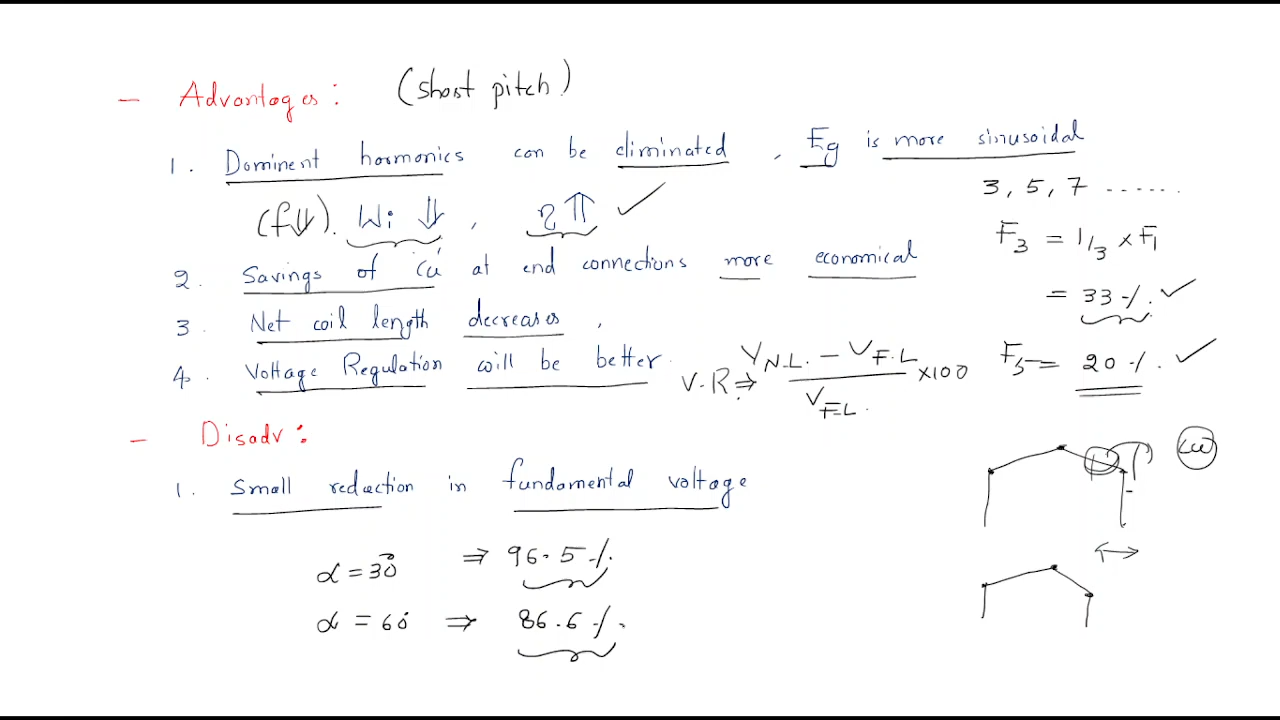 - Advantages : (short pitch)
1. Dominent harmonics can be eliminated , Eg is more sinusoidal
3, 5, 7 ......
(f⇓). Wi ⇓ , η ⇑ ✓
F3 = 1/3 × F1
2. Savings of 'Cu' at end connections more economical
= 33 %. ✓
3. Net coil length decreases ,
4. Voltage Regulation will be better.
V.R ⇒ VN.L. - VF.L / VF.L. ×100
F5 = 20 %. ✓
- Disadv :
1. Small reduction in fundamental voltage
α = 30° ⇒ 96.5 %.
α = 60° ⇒ 86.6 %.